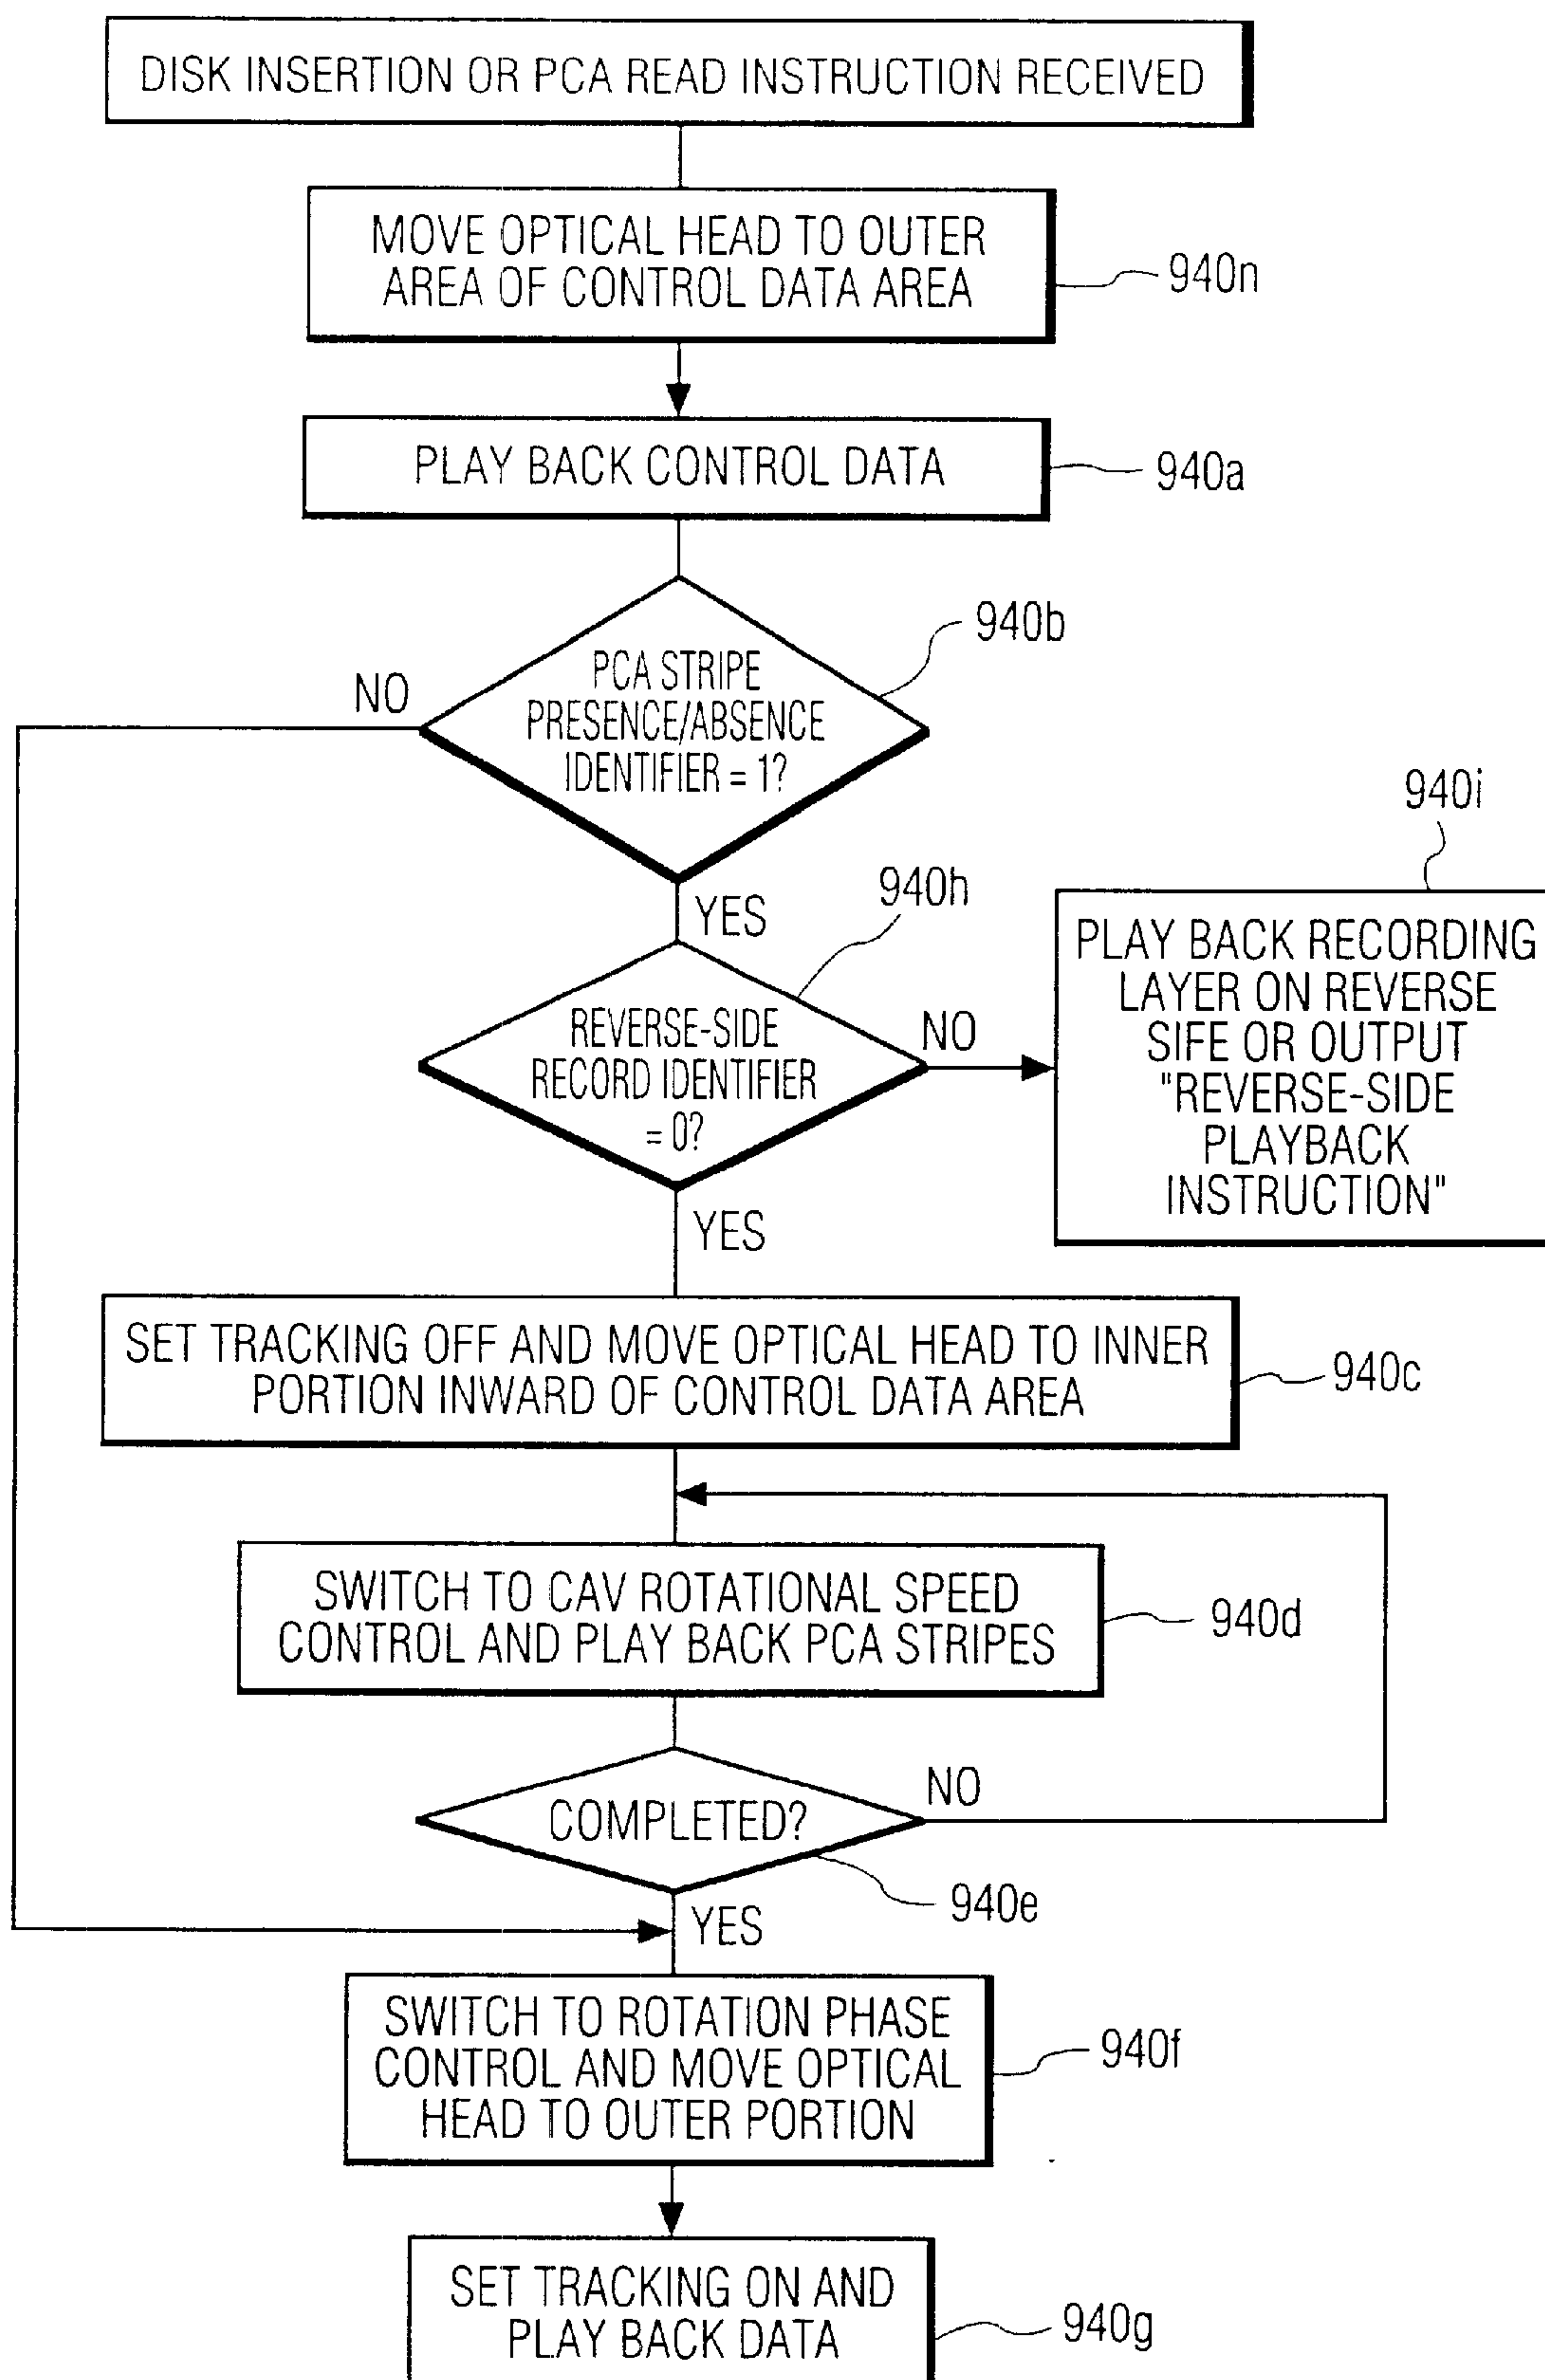 DISK INSERTION OR PCA READ INSTRUCTION RECEIVED
MOVE OPTICAL HEAD TO OUTER
AREA OF CONTROL DATA AREA
940n
PLAY BACK CONTROL DATA
940a
940b
PCA STRIPE
PRESENCE/ABSENCE
IDENTIFIER = 1?
NO
YES
940h
REVERSE-SIDE
RECORD IDENTIFIER
= 0?
NO
940i
PLAY BACK RECORDING
LAYER ON REVERSE
SIFE OR OUTPUT
"REVERSE-SIDE
PLAYBACK
INSTRUCTION"
YES
SET TRACKING OFF AND MOVE OPTICAL HEAD TO INNER
PORTION INWARD OF CONTROL DATA AREA
940c
SWITCH TO CAV ROTATIONAL SPEED
CONTROL AND PLAY BACK PCA STRIPES
940d
COMPLETED?
NO
940e
YES
SWITCH TO ROTATION PHASE
CONTROL AND MOVE OPTICAL
HEAD TO OUTER PORTION
940f
SET TRACKING ON AND
PLAY BACK DATA
940g